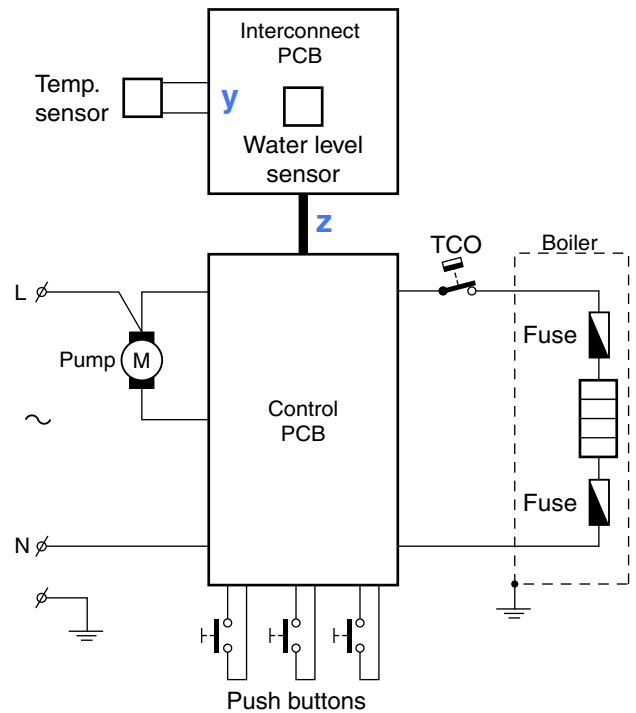 Interconnect
PCB
Temp.
sensor
y
Water level
sensor
z
TCO
Boiler
L
Fuse
Pump
M
Control
PCB
~
Fuse
N
Push buttons